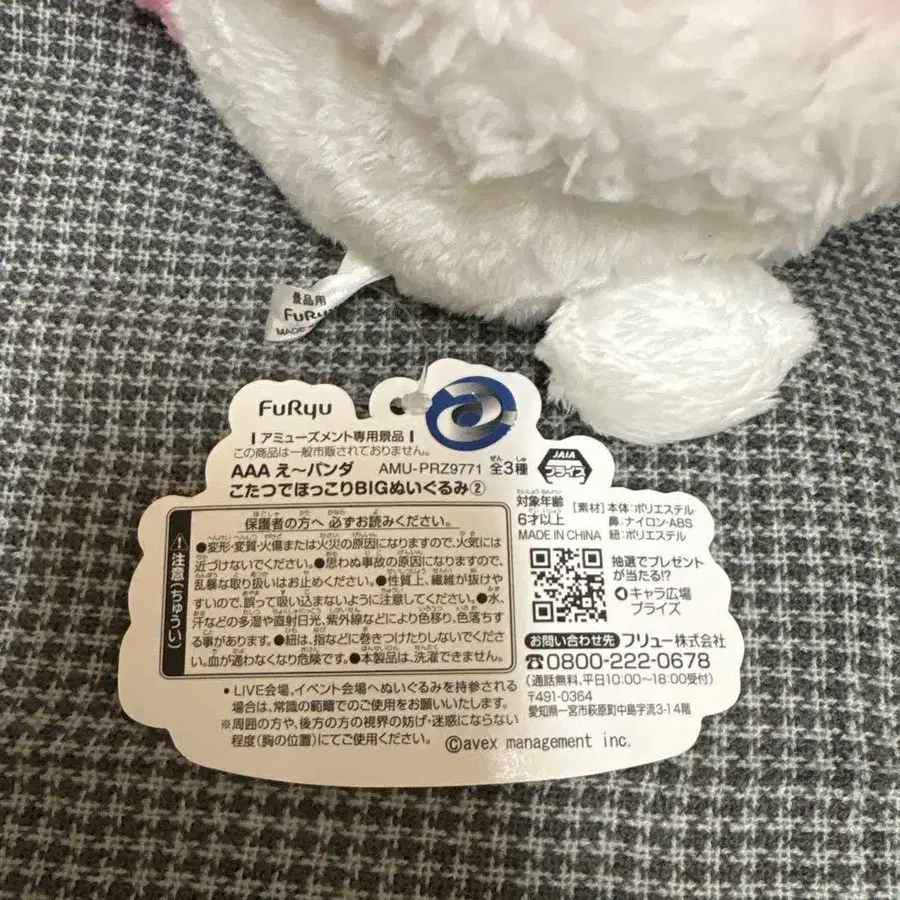 景品用
FuRyu
MADE
FuRyu
アミューズメント専用景品
この商品は一般市販されておりません。
AAA え〜パンダ AMU-PRZ9771 全3種
ぜん しゅ
こたつでほっこりBIGぬいぐるみ②
JAIA
プライズ
保護者の方へ 必ずお読みください。
⚠注意(ちゅうい)
●変形・変質・火傷または火災の原因になりますので、火気には
近づけないでください。●思わぬ事故の原因になりますので、
乱暴な取り扱いはお止めください。●性質上、繊維が抜けや
すいので、誤って吸い込まないように注意してください。●水、
汗などの多湿や直射日光、紫外線などにより色移り、色落ちす
る事があります。●紐は、指などに巻きつけたりしないでくださ
い。血が通わなくなり危険です。●本製品は、洗濯できません。
・LIVE会場、イベント会場へぬいぐるみを持参される
場合は、常識の範囲でのご使用をお願いいたします。
※周囲の方や、後方の方の視界の妨げ・迷惑にならない
程度(胸の位置)にてご使用ください。
©avex management inc.
たいしょうねんれい
対象年齢
6才以上
MADE IN CHINA
[素材]本体:ポリエステル
鼻:ナイロン・ABS
紐:ポリエステル
抽選でプレゼント
が当たる!?
キャラ広場
プライズ
お問い合わせ先 フリュー株式会社
☎0800-222-0678
(通話無料、平日10:00〜18:00受付)
〒491-0364
愛知県一宮市萩原町中島字流3-14階